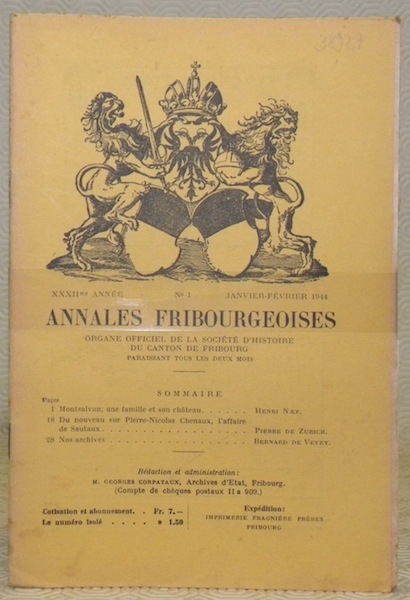 XXXIIme ANNÉE No 1 JANVIER-FÉVRIER 1944
ANNALES FRIBOURGEOISES
ORGANE OFFICIEL DE LA SOCIÉTÉ D'HISTOIRE
DU CANTON DE FRIBOURG
PARAISSANT TOUS LES DEUX MOIS
SOMMAIRE
Pages
1 Montsalvan, une famille et son château. . . . . . HENRI NÆF.
18 Du nouveau sur Pierre-Nicolas Chenaux, l'affaire
de Sautaux. . . . . . . . . . . . . . . . . PIERRE DE ZURICH.
28 Nos archives . . . . . . . . . . . . . . . . BERNARD DE VEVEY.
Rédaction et administration:
M. GEORGES CORPATAUX, Archives d'Etat, Fribourg.
(Compte de chèques postaux II a 909.)
Cotisation et abonnement. . Fr. 7.—
Le numéro isolé . . . . » 1.50
Expédition:
IMPRIMERIE FRAGNIÈRE FRÈRES
FRIBOURG